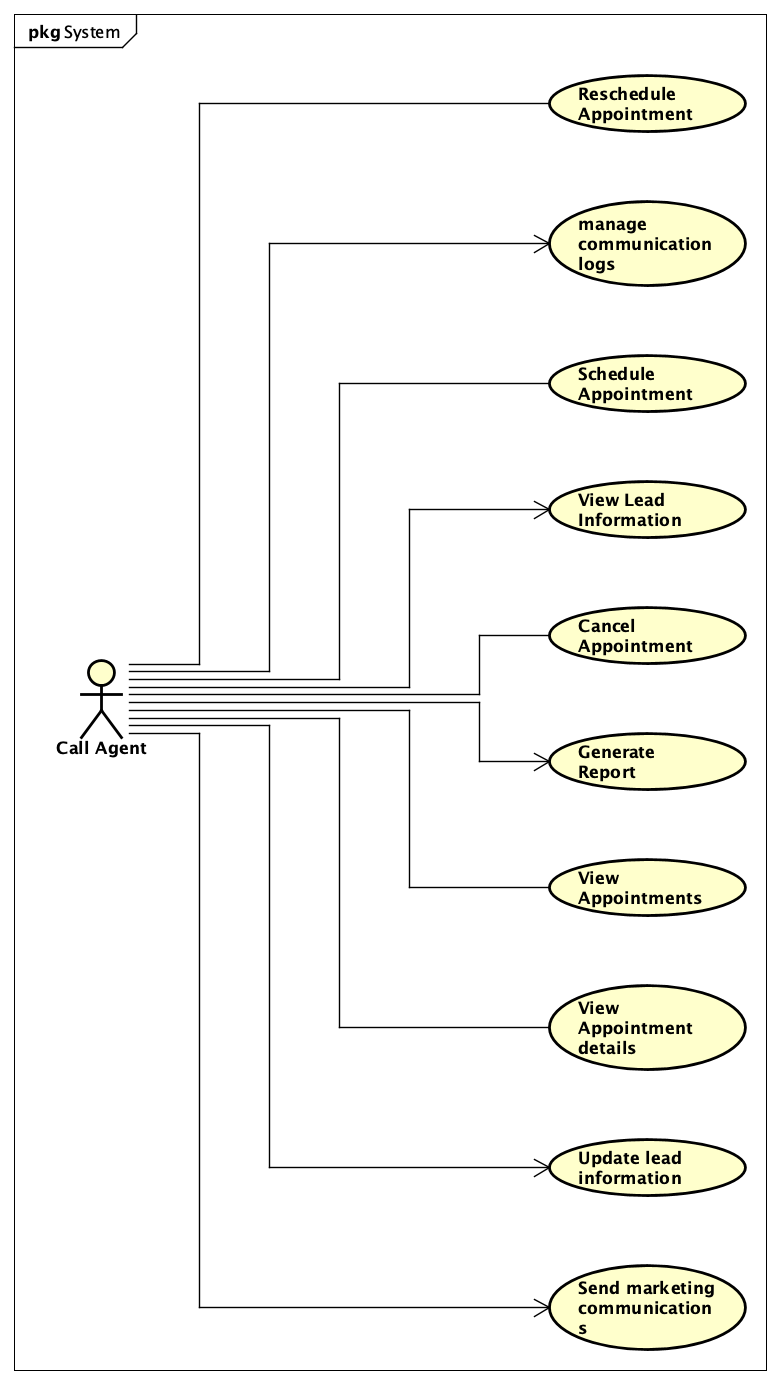 pkg System
Reschedule
Appointment
manage
communication
logs
Schedule
Appointment
View Lead
Information
Cancel
Appointment
Call Agent
Generate
Report
View
Appointments
View
Appointment
details
Update lead
information
Send marketing
communication
s